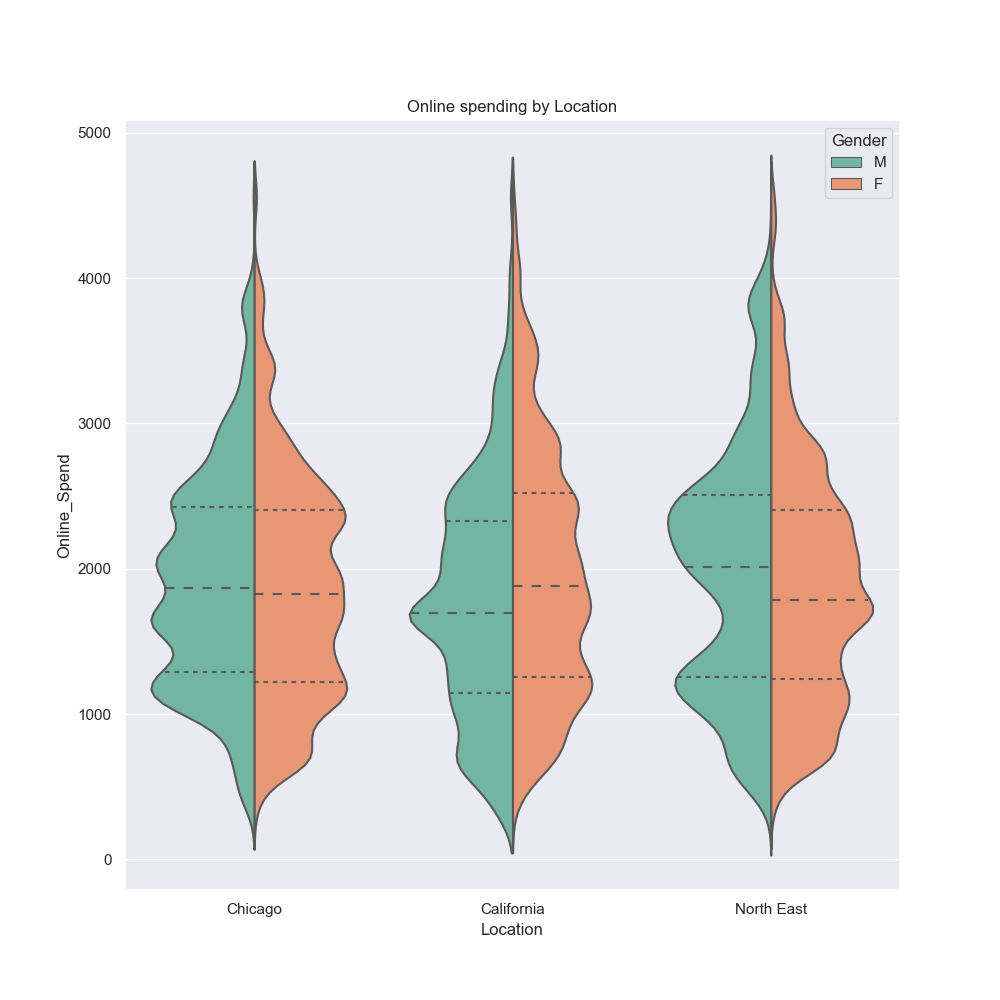 Online spending by Location
Gender
M
F
5000
4000
3000
2000
1000
0
Online_Spend
Chicago
California
North East
Location